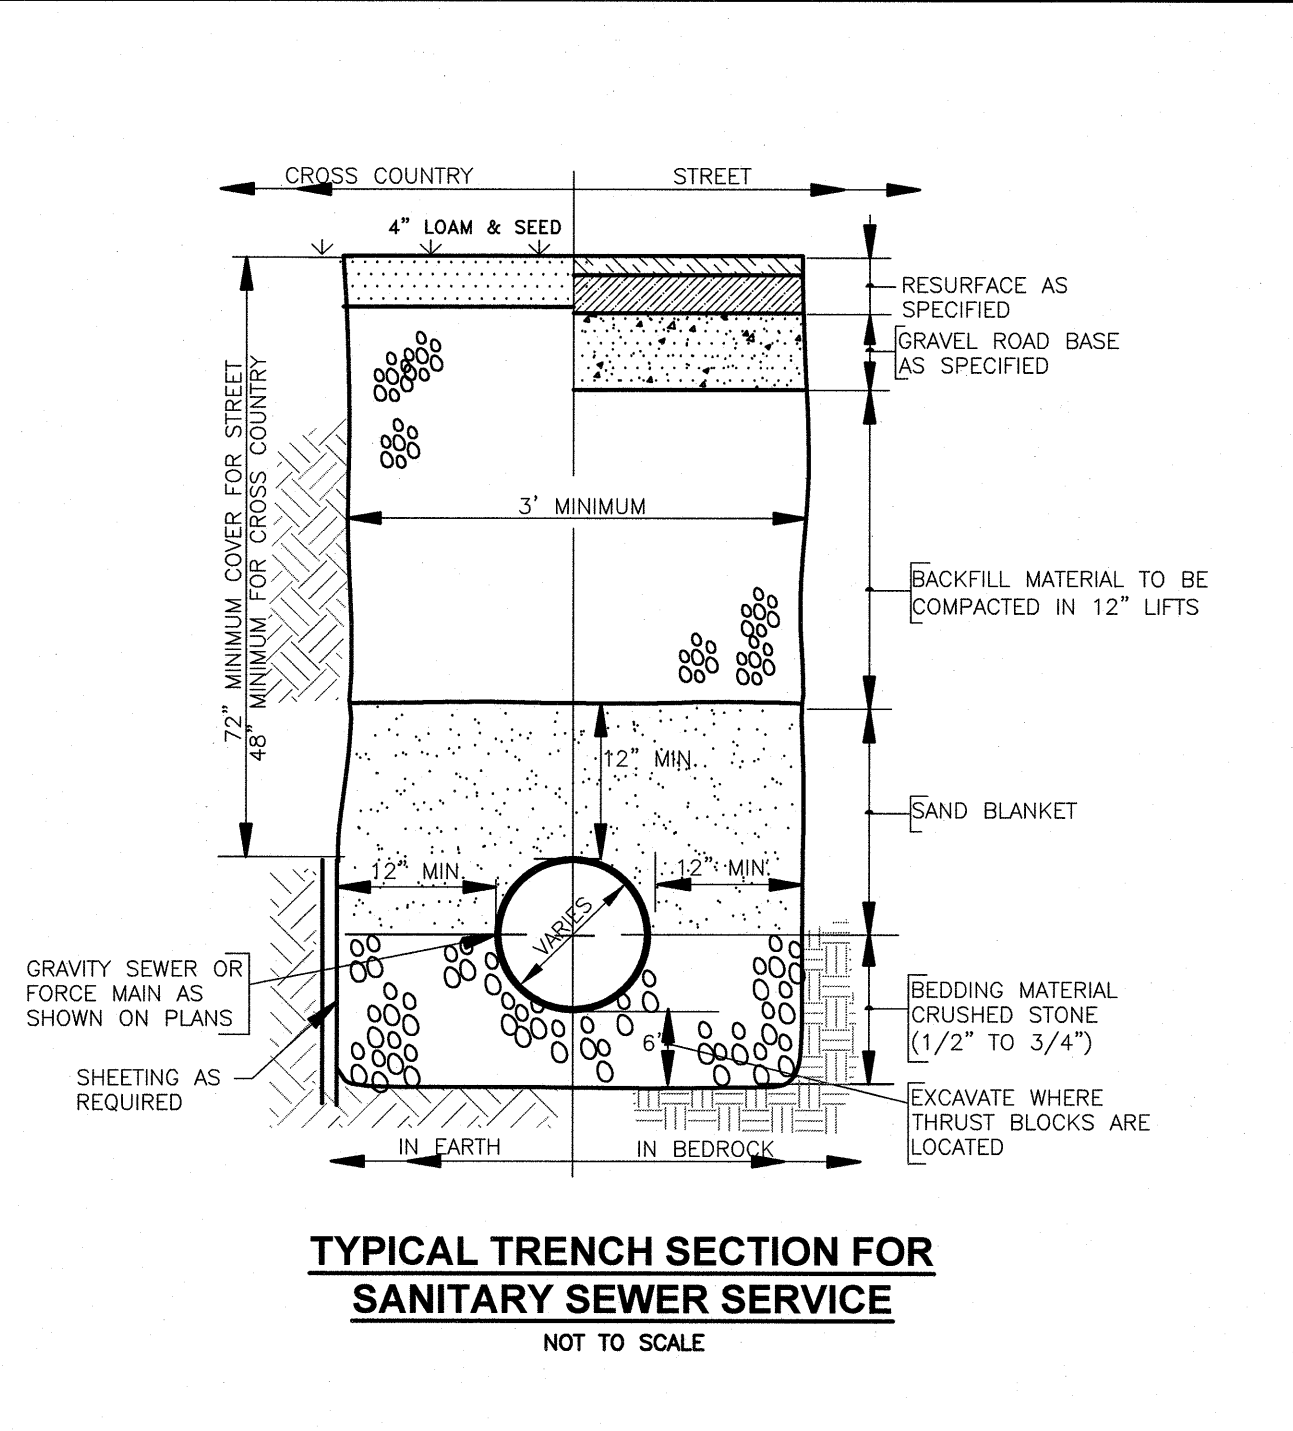 CROSS COUNTRY
STREET
4" LOAM & SEED
RESURFACE AS
SPECIFIED
GRAVEL ROAD BASE
AS SPECIFIED
72" MINIMUM COVER FOR STREET
48" MINIMUM FOR CROSS COUNTRY
3' MINIMUM
BACKFILL MATERIAL TO BE
COMPACTED IN 12" LIFTS
12" MIN.
SAND BLANKET
12" MIN.
12" MIN.
VARIES
GRAVITY SEWER OR
FORCE MAIN AS
SHOWN ON PLANS
BEDDING MATERIAL
CRUSHED STONE
(1/2" TO 3/4")
6"
SHEETING AS
REQUIRED
EXCAVATE WHERE
THRUST BLOCKS ARE
LOCATED
IN EARTH
IN BEDROCK
TYPICAL TRENCH SECTION FOR
SANITARY SEWER SERVICE
NOT TO SCALE